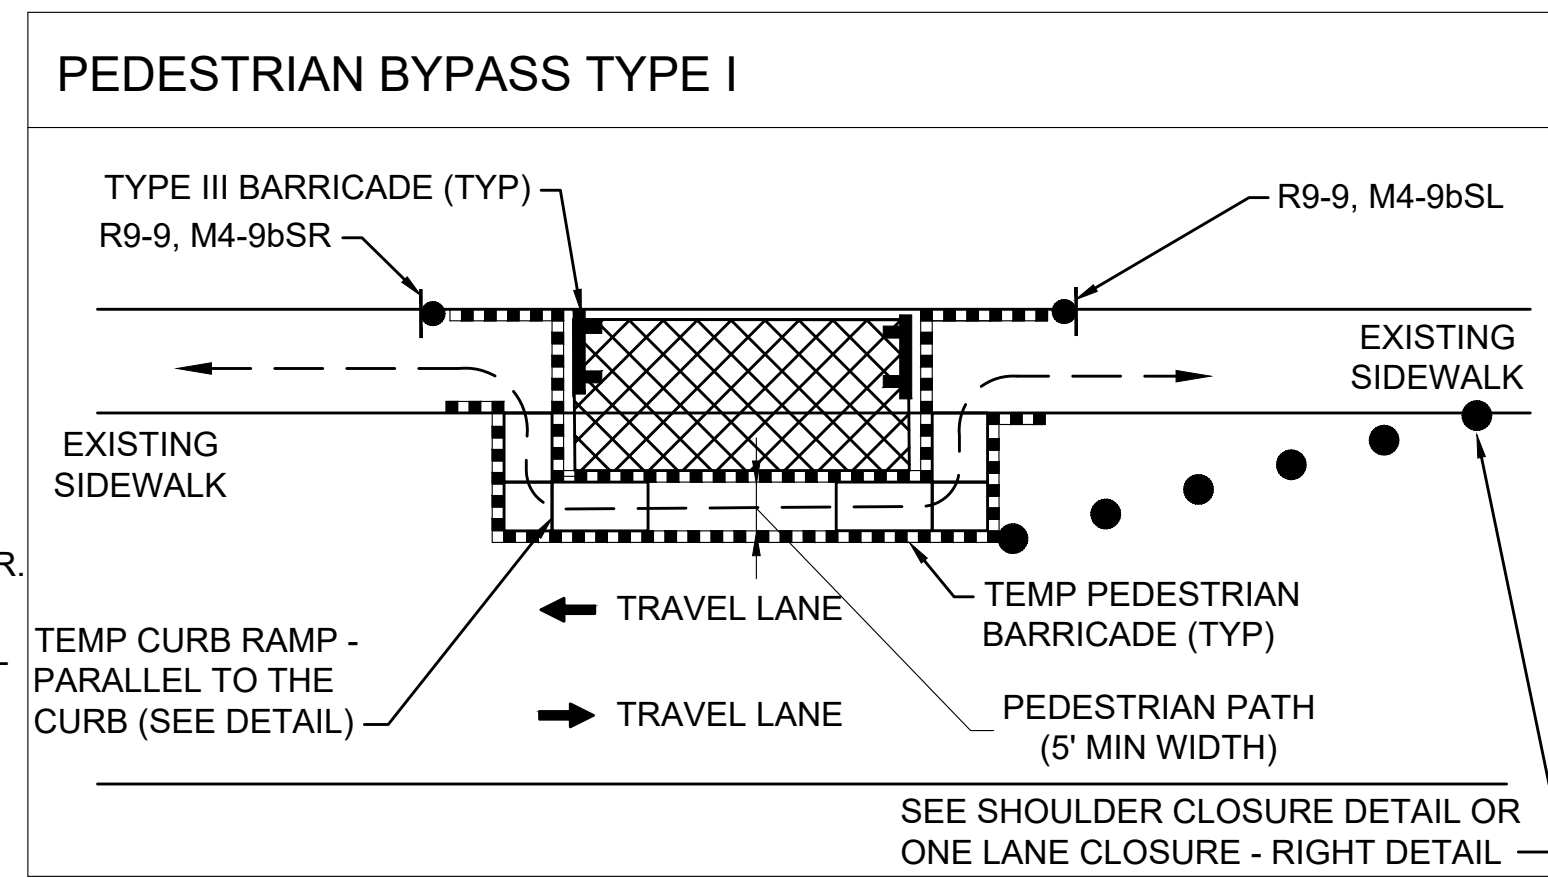 PEDESTRIAN BYPASS TYPE I
TYPE III BARRICADE (TYP)
R9-9, M4-9bSR
R9-9, M4-9bSL
EXISTING
SIDEWALK
EXISTING
SIDEWALK
R.
TEMP CURB RAMP -
PARALLEL TO THE
CURB (SEE DETAIL)
TRAVEL LANE
TRAVEL LANE
TEMP PEDESTRIAN
BARRICADE (TYP)
PEDESTRIAN PATH
(5' MIN WIDTH)
SEE SHOULDER CLOSURE DETAIL OR
ONE LANE CLOSURE - RIGHT DETAIL